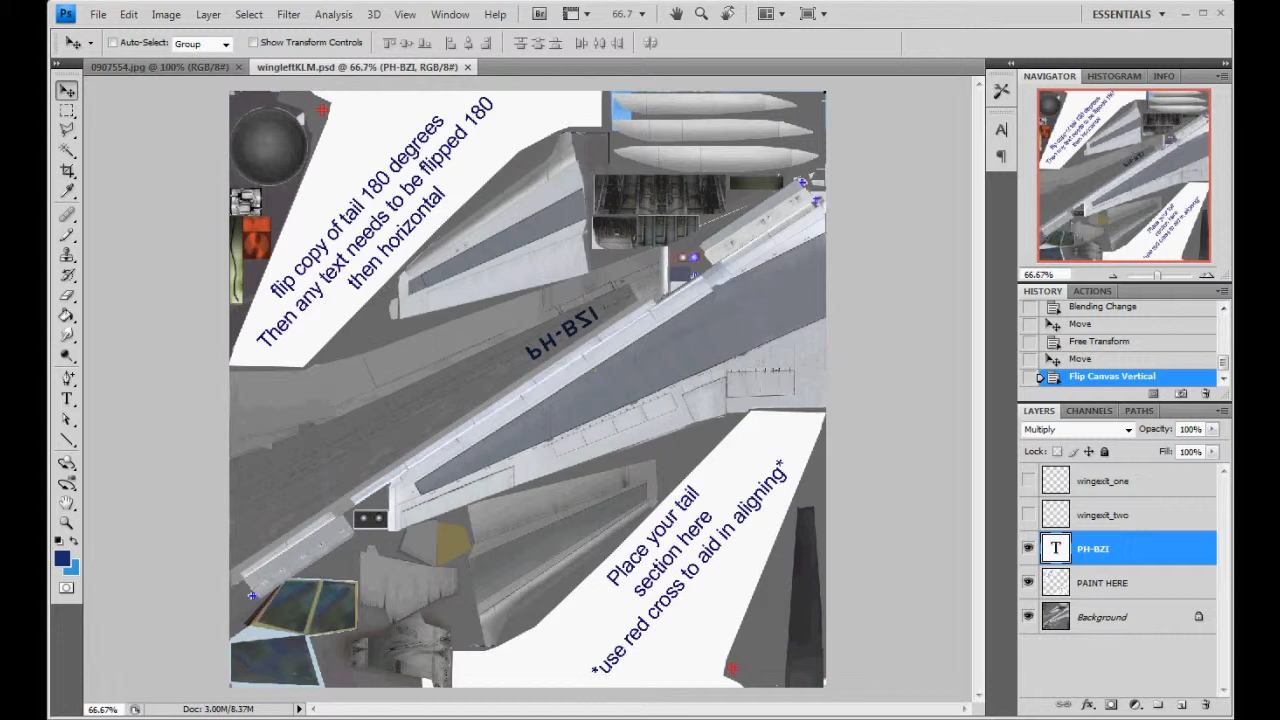 Ps File Edit Image Layer Select Filter Analysis 3D View Window Help Br 66.7 ESSENTIALS
Auto-Select: Group Show Transform Controls
0907554.jpg @ 100% (RGB/8#) wingleftKLM.psd @ 66.7% (PH-BZI, RGB/8#)
NAVIGATOR HISTOGRAM INFO
flip copy of tail 180 degrees
Then any text needs to be flipped 180
then horizontal
PH-BZI
Place your tail
section here
*use red cross to aid in aligning*
66.67%
HISTORY ACTIONS
Blending Change
Move
Free Transform
Move
Flip Canvas Vertical
LAYERS CHANNELS PATHS
Multiply Opacity: 100%
Lock: Fill: 100%
wingexit_one
wingexit_two
T PH-BZI
PAINT HERE
Background
66.67% Doc: 3.00M/8.37M